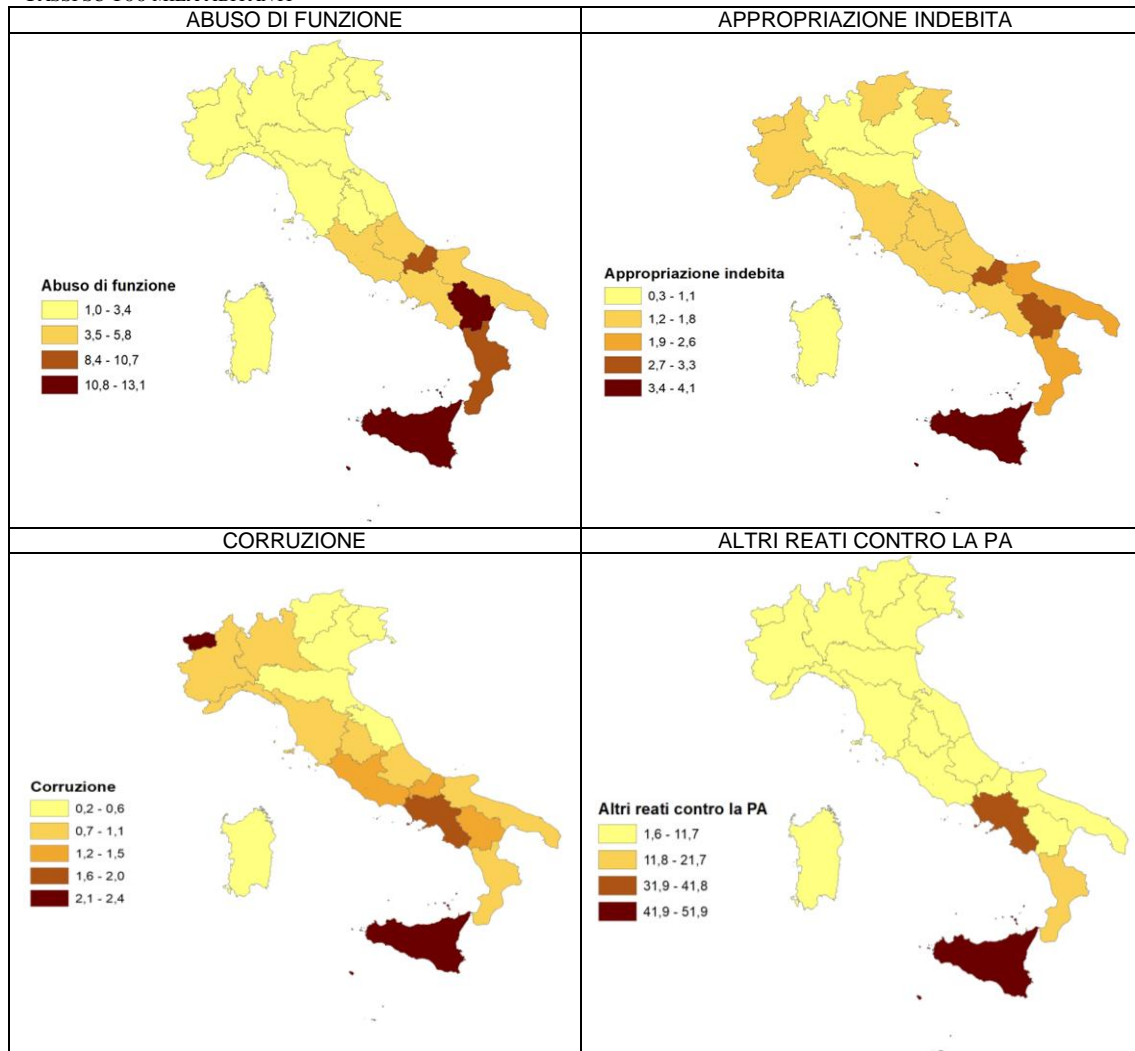 ABUSO DI FUNZIONE
APPROPRIAZIONE INDEBITA
Abuso di funzione
1,0 - 3,4
3,5 - 5,8
8,4 - 10,7
10,8 - 13,1
Appropriazione indebita
0,3 - 1,1
1,2 - 1,8
1,9 - 2,6
2,7 - 3,3
3,4 - 4,1
CORRUZIONE
ALTRI REATI CONTRO LA PA
Corruzione
0,2 - 0,6
0,7 - 1,1
1,2 - 1,5
1,6 - 2,0
2,1 - 2,4
Altri reati contro la PA
1,6 - 11,7
11,8 - 21,7
31,9 - 41,8
41,9 - 51,9